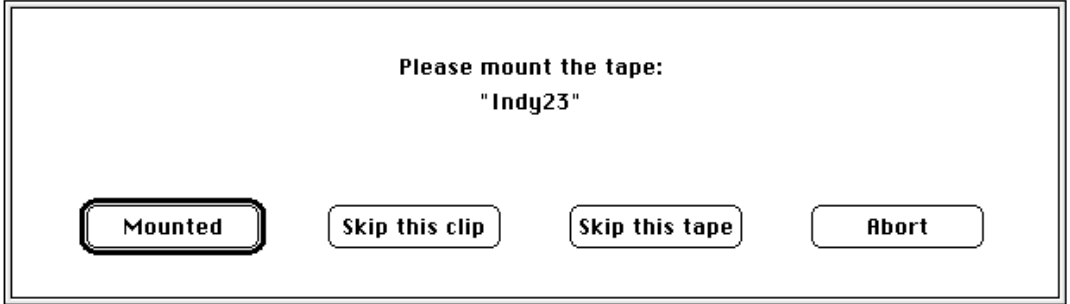 Please mount the tape:
"Indy23"
Mounted
Skip this clip
Skip this tape
Abort